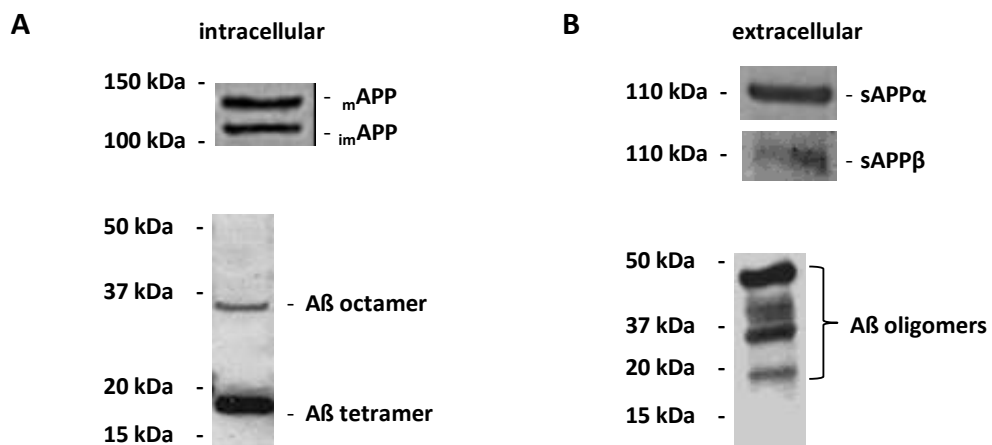 A
intracellular
150 kDa -
- mAPP
- imAPP
100 kDa -
50 kDa -
37 kDa -
- Aß octamer
20 kDa -
- Aß tetramer
15 kDa -
B
extracellular
110 kDa - - sAPPα
110 kDa - - sAPPβ
50 kDa -
37 kDa -
Aß oligomers
20 kDa -
15 kDa -